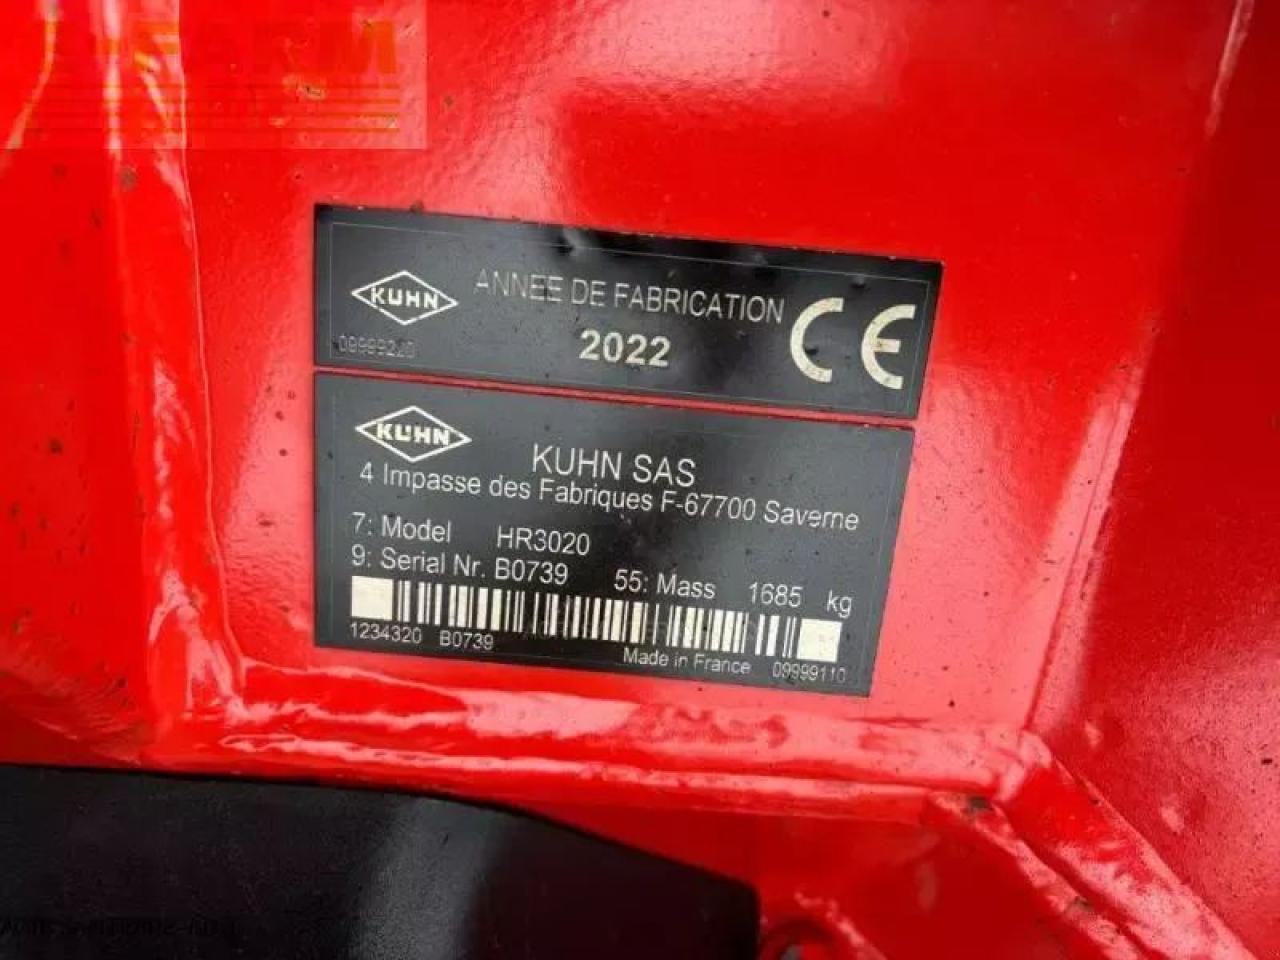 FARM
KUHN
ANNEE DE FABRICATION
2022
CE
KUHN
KUHN SAS
4 Impasse des Fabriques F-67700 Saverne
7: Model HR3020
9: Serial Nr. B0739 55: Mass 1685 kg
1234320 B0739
Made in France 09999110